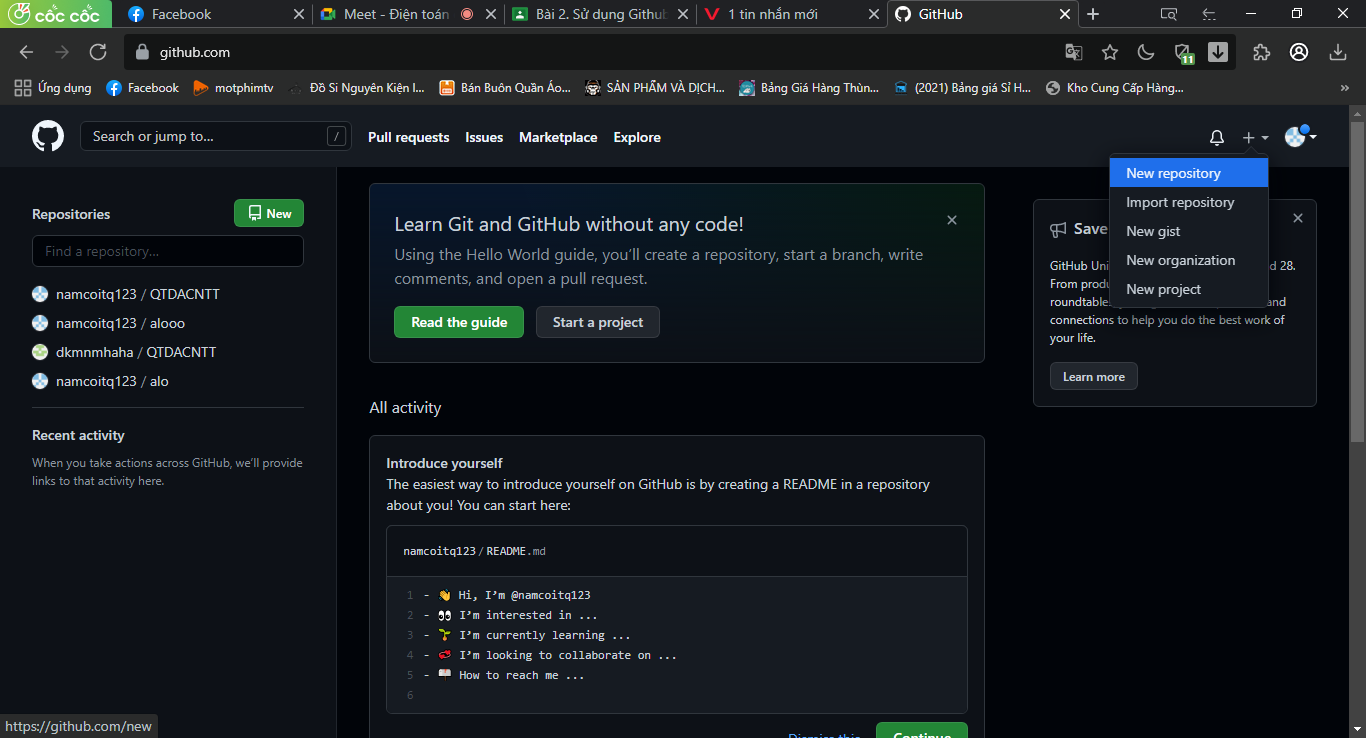 cốc cốc
Facebook
Meet - Điện toán
Bài 2. Sử dụng Github
1 tin nhắn mới
GitHub
github.com
11
Ứng dụng
Facebook
motphimtv
Đồ Si Nguyên Kiện l...
Bán Buôn Quần Áo...
SẢN PHẨM VÀ DỊCH...
Bảng Giá Hàng Thùn...
(2021) Bảng giá Sỉ H...
Kho Cung Cấp Hàng...
»
Search or jump to...
/
Pull requests
Issues
Marketplace
Explore
New repository
Import repository
New gist
New organization
New project
Repositories
New
Find a repository...
namcoitq123 / QTDACNTT
namcoitq123 / alooo
dkmnmhaha / QTDACNTT
namcoitq123 / alo
Recent activity
When you take actions across GitHub, we'll provide
links to that activity here.
Learn Git and GitHub without any code!
Using the Hello World guide, you'll create a repository, start a branch, write
comments, and open a pull request.
Read the guide
Start a project
All activity
Introduce yourself
The easiest way to introduce yourself on GitHub is by creating a README in a repository
about you! You can start here:
namcoitq123/README.md
1 - 👋 Hi, I'm @namcoitq123
2 - 👀 I'm interested in ...
3 - 🌱 I'm currently learning ...
4 - 💞️ I'm looking to collaborate on ...
5 - 📫 How to reach me ...
6
Dismiss this
Continue
Save
GitHub Uni
d 28.
From produ
roundtables
and
connections to help you do the best work of
your life.
Learn more
https://github.com/new